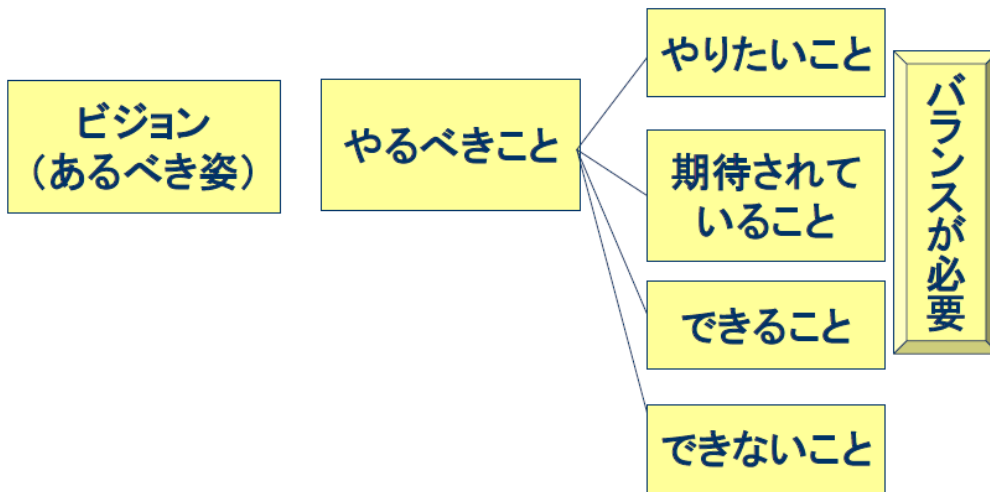 ビジョン
（あるべき姿）
やるべきこと
やりたいこと
期待されて
いること
できること
できないこと
バランスが必要